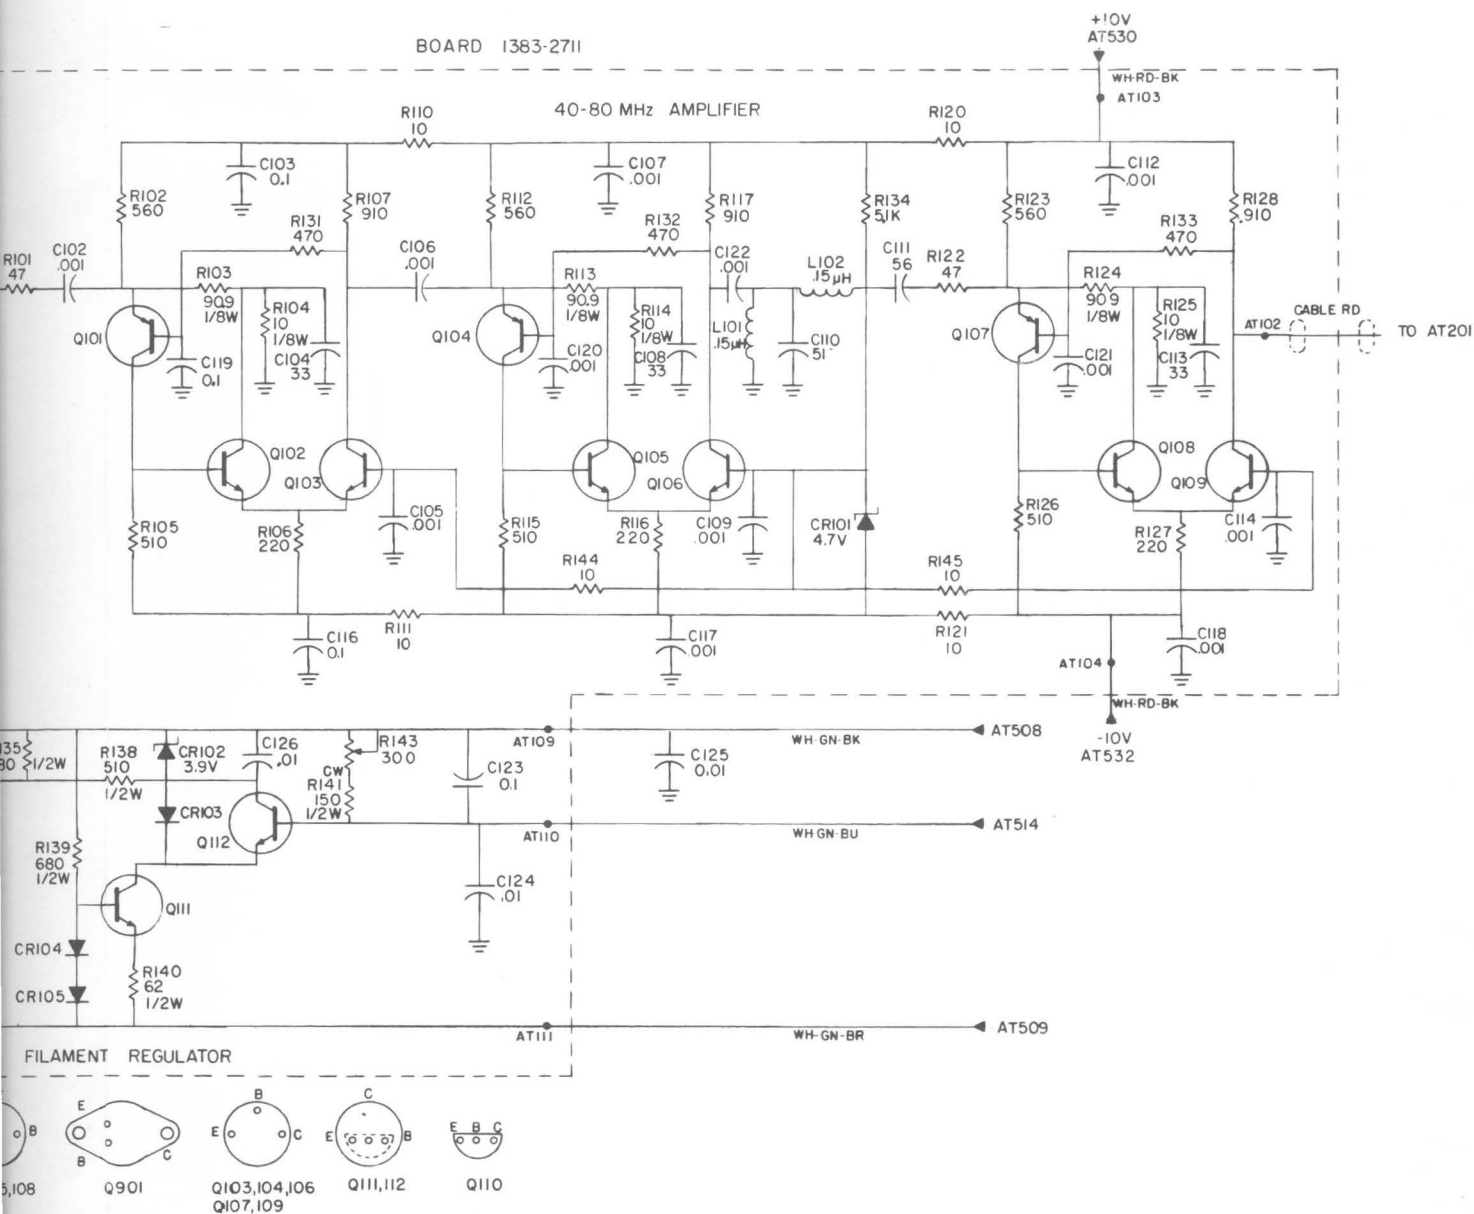 +10V
AT530
BOARD 1383-2711
WH-RD-BK
AT103
40-80 MHz AMPLIFIER
R110
10
R120
10
C103
0.1
C107
.001
C112
.001
R102
560
R107
910
R112
560
R117
910
R134
5.1K
R123
560
R128
910
R131
470
R132
470
R133
470
R101
47
C102
.001
R103
90.9
1/8W
R104
10
1/8W
C104
33
C106
.001
R113
90.9
1/8W
R114
10
1/8W
C108
33
C122
.001
L102
.15µH
L101
.15µH
C110
51
C111
56
R122
47
R124
90.9
1/8W
R125
10
1/8W
C113
33
CABLE RD
AT102
TO AT201
Q101
C119
0.1
Q104
C120
.001
Q107
C121
.001
Q102
Q103
Q105
Q106
Q108
Q109
R105
510
R106
220
C105
.001
R115
510
R116
220
C109
.001
CR101
4.7V
R126
510
R127
220
C114
.001
R144
10
R145
10
C116
0.1
R111
10
C117
.001
R121
10
C118
.001
AT104
WH-RD-BK
-10V
AT532
35
80
1/2W
R138
510
1/2W
CR102
3.9V
C126
.01
R143
300
CW
R141
150
1/2W
C123
0.1
AT109
WH-GN-BK
AT508
C125
0.01
CR103
Q112
AT110
WH-GN-BU
AT514
R139
680
1/2W
Q111
C124
.01
CR104
CR105
R140
62
1/2W
AT111
WH-GN-BR
AT509
FILAMENT REGULATOR
B
E
B
C
B
E
C
C
E
B
E B C
5,108
Q901
Q103,104,106
Q107,109
Q111,112
Q110